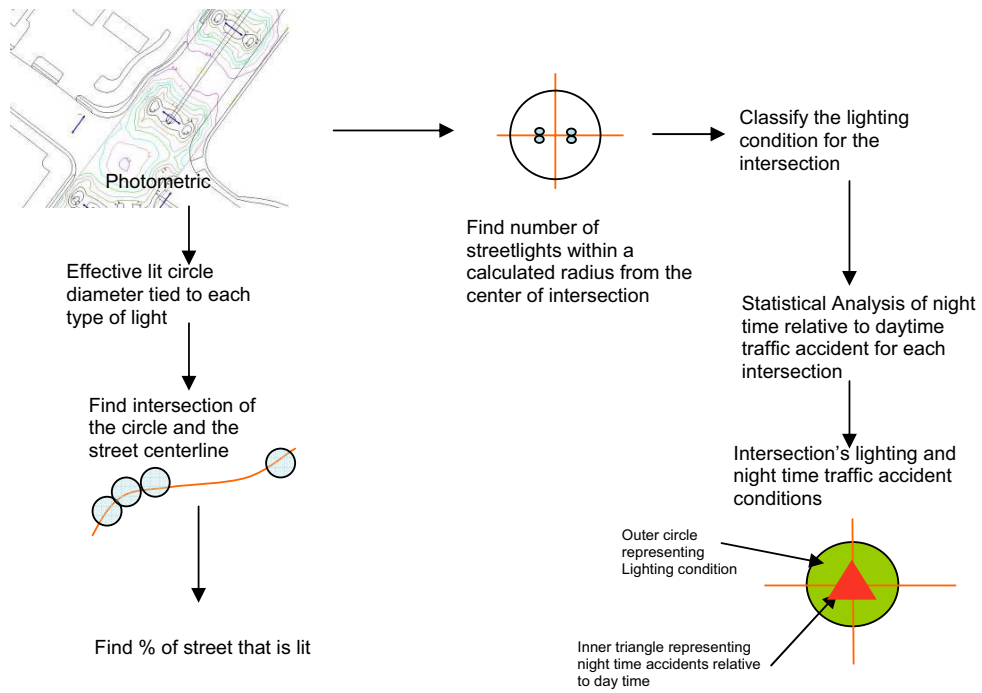 Photometric
Effective lit circle
diameter tied to each
type of light
Find intersection of
the circle and the
street centerline
Find % of street that is lit
Find number of
streetlights within a
calculated radius from the
center of intersection
Classify the lighting
condition for the
intersection
Statistical Analysis of night
time relative to daytime
traffic accident for each
intersection
Intersection's lighting and
night time traffic accident
conditions
Outer circle
representing
Lighting condition
Inner triangle representing
night time accidents relative
to day time